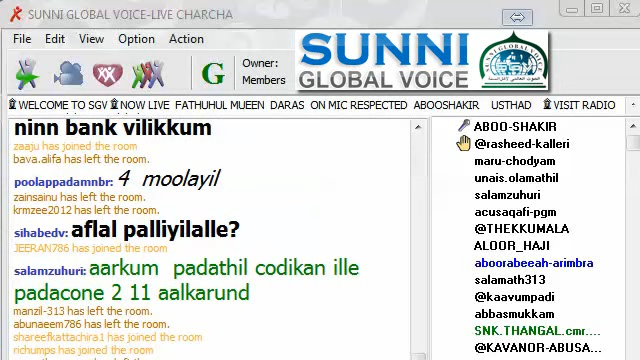 SUNNI GLOBAL VOICE-LIVE CHARCHA
File Edit View Option Action
G
Owner:
Members
SUNNI
GLOBAL VOICE
SUNNI GLOBAL VOICE
WELCOME TO SGV NOW LIVE FATHUHUL MUEEN DARAS ON MIC RESPECTED ABOOSHAKIR USTHAD VISIT RADIO
ninn bank vilikkum
zaaju has joined the room
bava.alifa has left the room.
poolappadamnbr: 4 moolayil
zainsainu has left the room.
krmzee2012 has left the room.
sihabedv: aflal palliyilalle?
JEERAN786 has joined the room
salamzuhuri: aarkum padathil codikan ille
padacone 2 11 aalkarund
manzil-313 has left the room.
abunaeem786 has left the room.
shareefkattachira1 has joined the room
richumps has joined the room
ABOO-SHAKIR
@rasheed-kalleri
maru-chodyam
unais.olamathil
salamzuhuri
acusaqafi-pgm
@THEKKUMALA
ALOOR_HAJI
aboorabeeah-arimbra
salamath313
@kaavumpadi
abbasmukkam
SNK.THANGAL.cmr....
@KAVANOR-ABUSA...